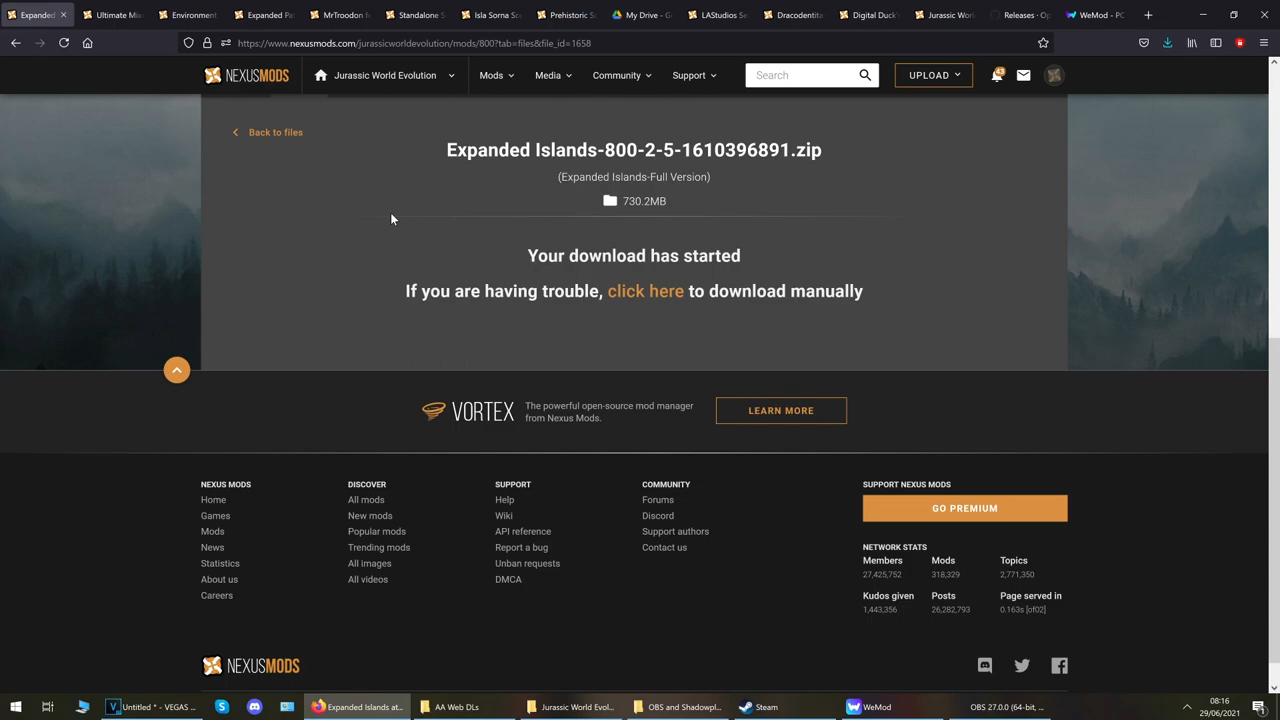 Expanded
Ultimate Mo
Environment
Expanded Pa
MrTroodon
Standalone S
Isla Sorna Sc
Prehistoric S
My Drive - G
LAStudios Se
Dracodentita
Digital Duck'
Jurassic Worl
Releases - Op
WeMod - PC
https://www.nexusmods.com/jurassicworldevolution/mods/800?tab=files&file_id=1658
NEXUSMODS
Jurassic World Evolution
Mods
Media
Community
Support
Search
UPLOAD
43
Back to files
Expanded Islands-800-2-5-1610396891.zip
(Expanded Islands-Full Version)
730.2MB
Your download has started
If you are having trouble, click here to download manually
VORTEX
The powerful open-source mod manager
from Nexus Mods.
LEARN MORE
NEXUS MODS
Home
Games
Mods
News
Statistics
About us
Careers
DISCOVER
All mods
New mods
Popular mods
Trending mods
All images
All videos
SUPPORT
Help
Wiki
API reference
Report a bug
Unban requests
DMCA
COMMUNITY
Forums
Discord
Support authors
Contact us
SUPPORT NEXUS MODS
GO PREMIUM
NETWORK STATS
Members
27,425,752
Mods
318,329
Topics
2,771,350
Kudos given
1,443,356
Posts
26,282,793
Page served in
0.163s [of02]
NEXUSMODS
Untitled * - VEGAS ...
Expanded Islands at...
AA Web DLs
Jurassic World Evol...
OBS and Shadowpl...
Steam
WeMod
OBS 27.0.0 (64-bit, ...
08:16
29/06/2021